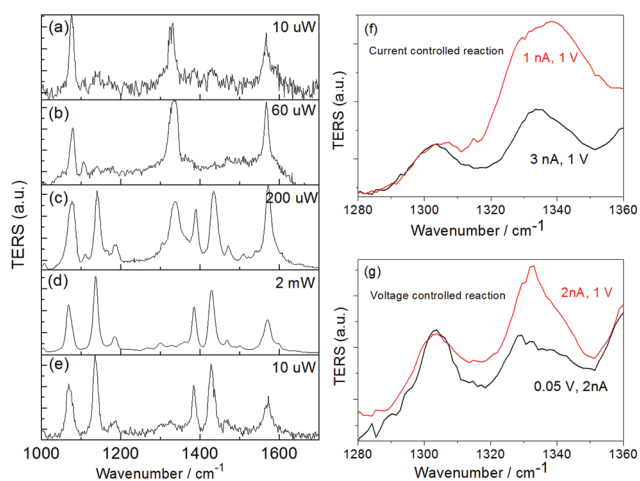 (a)
10 uW
(b)
60 uW
(c)
200 uW
(d)
2 mW
(e)
10 uW
TERS (a.u.)
1000 1200 1400 1600
Wavenumber / cm-1
(f)
Current controlled reaction
1 nA, 1 V
3 nA, 1 V
TERS (a.u.)
1280 1300 1320 1340 1360
Wavenumber / cm-1
(g)
Voltage controlled reaction
2nA, 1 V
0.05 V, 2nA
TERS (a.u.)
1280 1300 1320 1340 1360
Wavenumber / cm-1